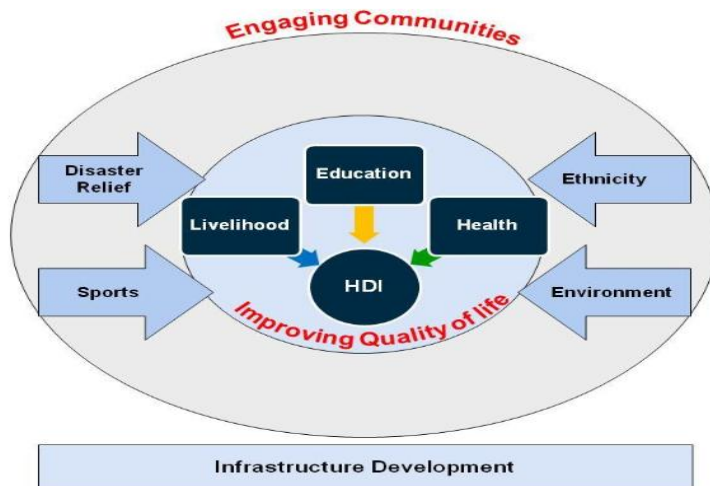 Engaging Communities
Disaster
Relief
Education
Ethnicity
Livelihood
Health
HDI
Sports
Environment
Improving Quality of life
Infrastructure Development